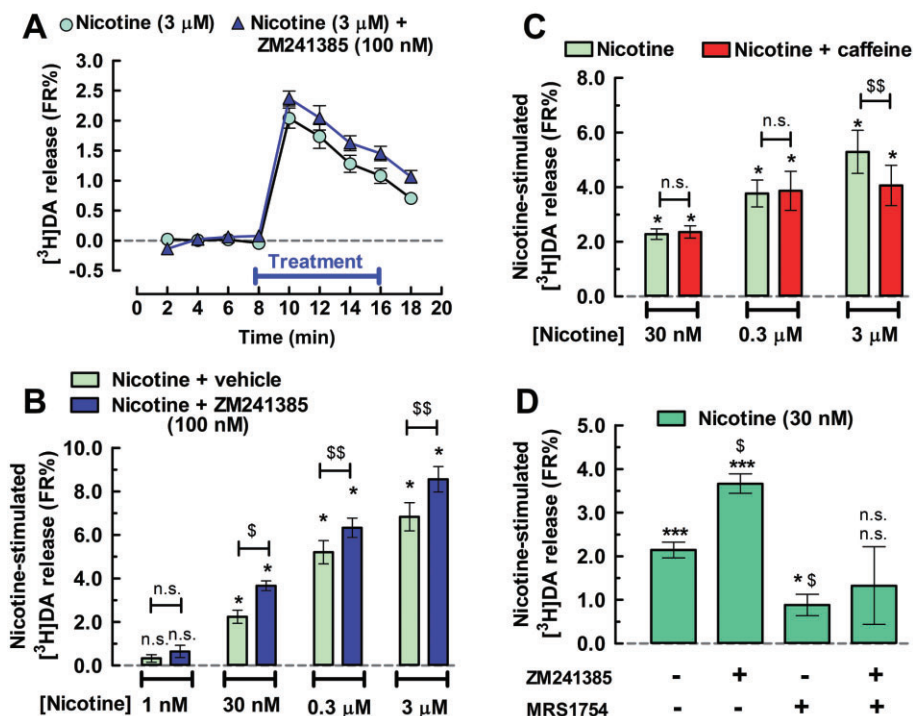 A
Nicotine (3 μM)
Nicotine (3 μM) +
ZM241385 (100 nM)
[³H]DA release (FR%)
3.0
2.5
2.0
1.5
1.0
0.5
0.0
-0.5
Treatment
0 2 4 6 8 10 12 14 16 18 20
Time (min)
B
Nicotine + vehicle
Nicotine + ZM241385
(100 nM)
Nicotine-stimulated
[³H]DA release (FR%)
10.0
8.0
6.0
4.0
2.0
0.0
n.s.
n.s. n.s.
$
* *
$$
* *
$$
* *
[Nicotine] 1 nM 30 nM 0.3 μM 3 μM
C
Nicotine
Nicotine + caffeine
Nicotine-stimulated
[³H]DA release (FR%)
8.0
6.0
4.0
2.0
0.0
n.s.
* *
n.s.
* *
$$
* *
[Nicotine] 30 nM 0.3 μM 3 μM
D
Nicotine (30 nM)
Nicotine-stimulated
[³H]DA release (FR%)
5.0
4.0
3.0
2.0
1.0
0.0
***
$
***
* $
n.s.
n.s.
ZM241385 - + - +
MRS1754 - - + +